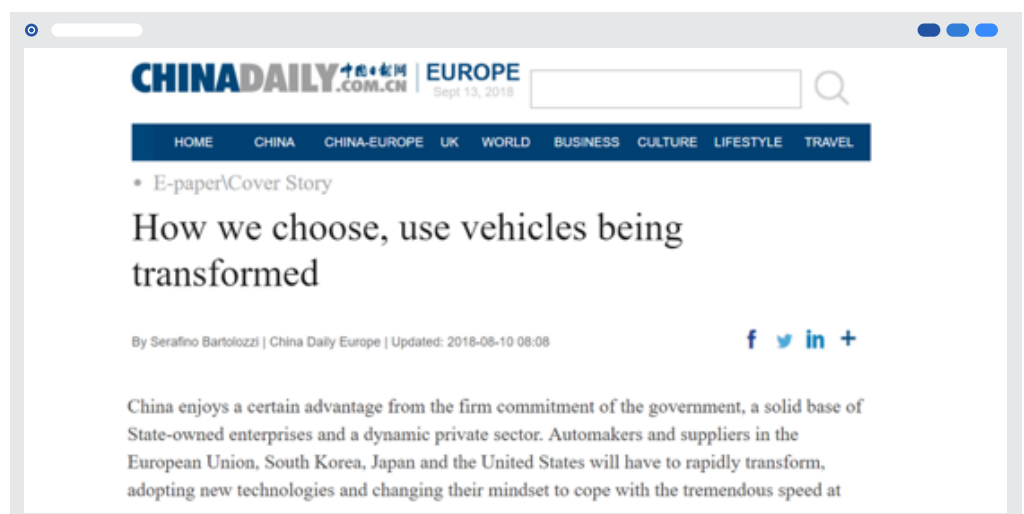 CHINADAILY 中国日报网 .COM.CN EUROPE
Sept 13, 2018
HOME CHINA CHINA-EUROPE UK WORLD BUSINESS CULTURE LIFESTYLE TRAVEL
• E-paper\Cover Story
How we choose, use vehicles being
transformed
By Serafino Bartolozzi | China Daily Europe | Updated: 2018-08-10 08:08
f in +
China enjoys a certain advantage from the firm commitment of the government, a solid base of
State-owned enterprises and a dynamic private sector. Automakers and suppliers in the
European Union, South Korea, Japan and the United States will have to rapidly transform,
adopting new technologies and changing their mindset to cope with the tremendous speed at